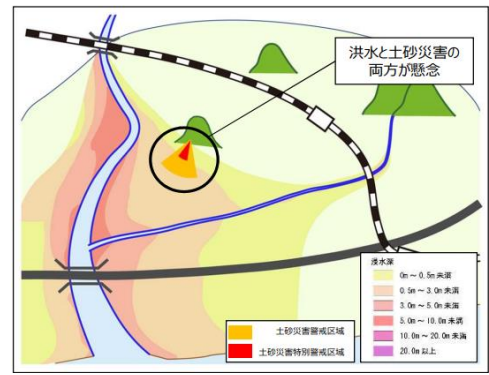 洪水と土砂災害の
両方が懸念
浸水深
0m～0.5m未満
0.5m～3.0m未満
3.0m～5.0m未満
5.0m～10.0m未満
10.0m～20.0m未満
20.0m以上
土砂災害警戒区域
土砂災害特別警戒区域